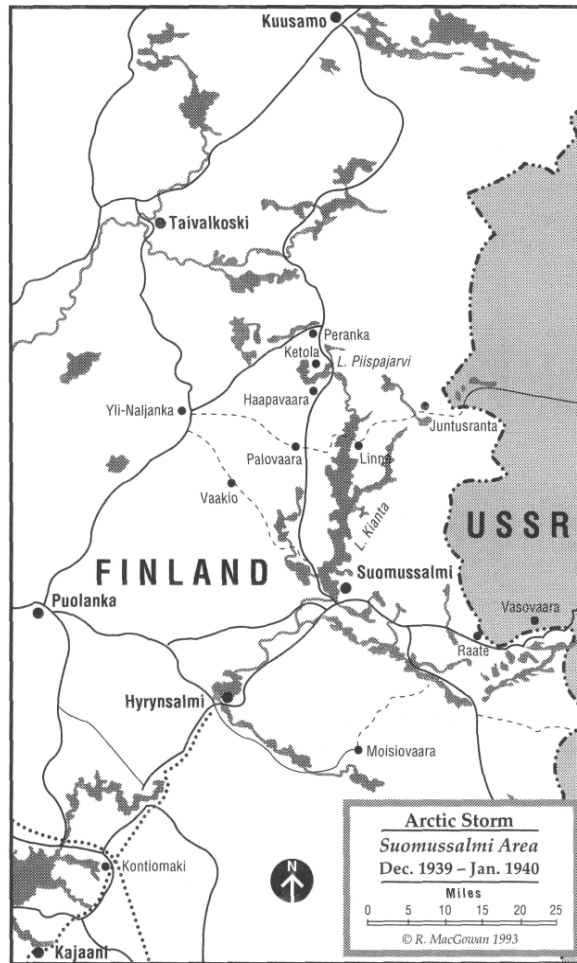 Kuusamo
Taivalkoski
Peranka
Ketola
L. Piispajarvi
Haapavaara
Yli-Naljanka
Juntusranta
Palovaara
Linna
Vaakio
L. Kianta
USSR
FINLAND
Suomussalmi
Puolanka
Vasovaara
Raate
Hyrynsalmi
Moisiovaara
Kontiomaki
Kajaani
N
Arctic Storm
Suomussalmi Area
Dec. 1939 – Jan. 1940
Miles
0 5 10 15 20 25
© R. MacGowan 1993